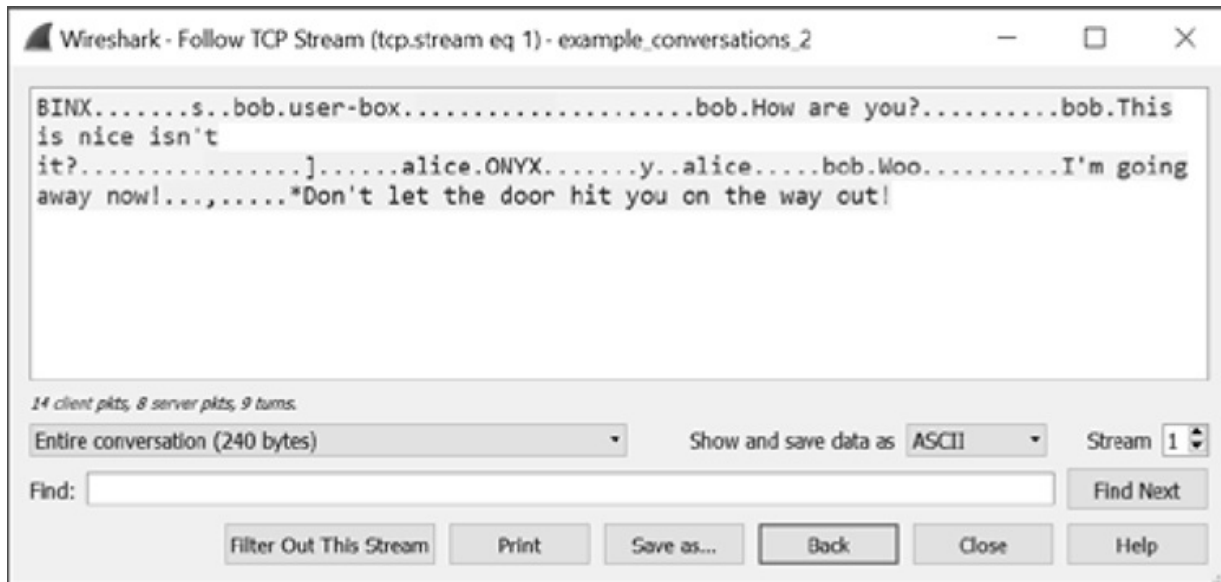 Wireshark - Follow TCP Stream (tcp.stream eq 1) - example_conversations_2
BINX.......s..bob.user-box......................bob.How are you?..........bob.This
is nice isn't
it?.................].......alice.ONYX.......y..alice.....bob.Woo..........I'm going
away now!...,.....*Don't let the door hit you on the way out!
14 client pkts, 8 server pkts, 9 turns.
Entire conversation (240 bytes)
Show and save data as ASCII
Stream 1
Find:
Find Next
Filter Out This Stream
Print
Save as...
Back
Close
Help